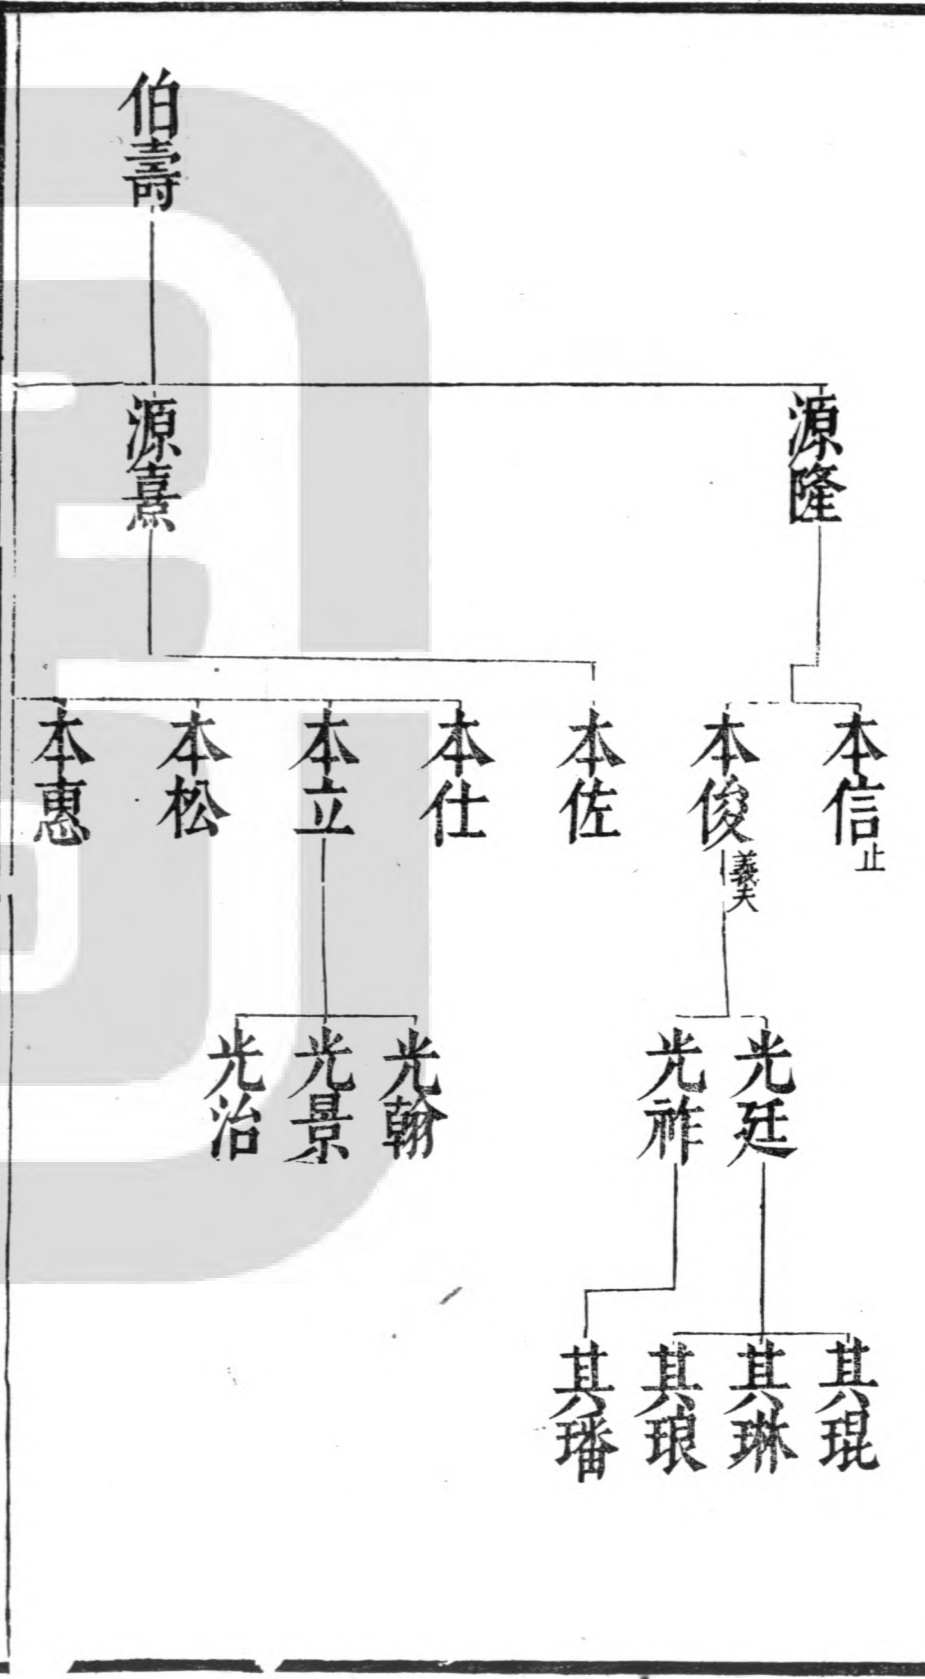 伯壽
源隆
源熹
本信止
本俊義夫
本佐
本仕
本立
本松
本惠
光廷
光祚
光翰
光景
光治
其琨
其琳
其琅
其璠